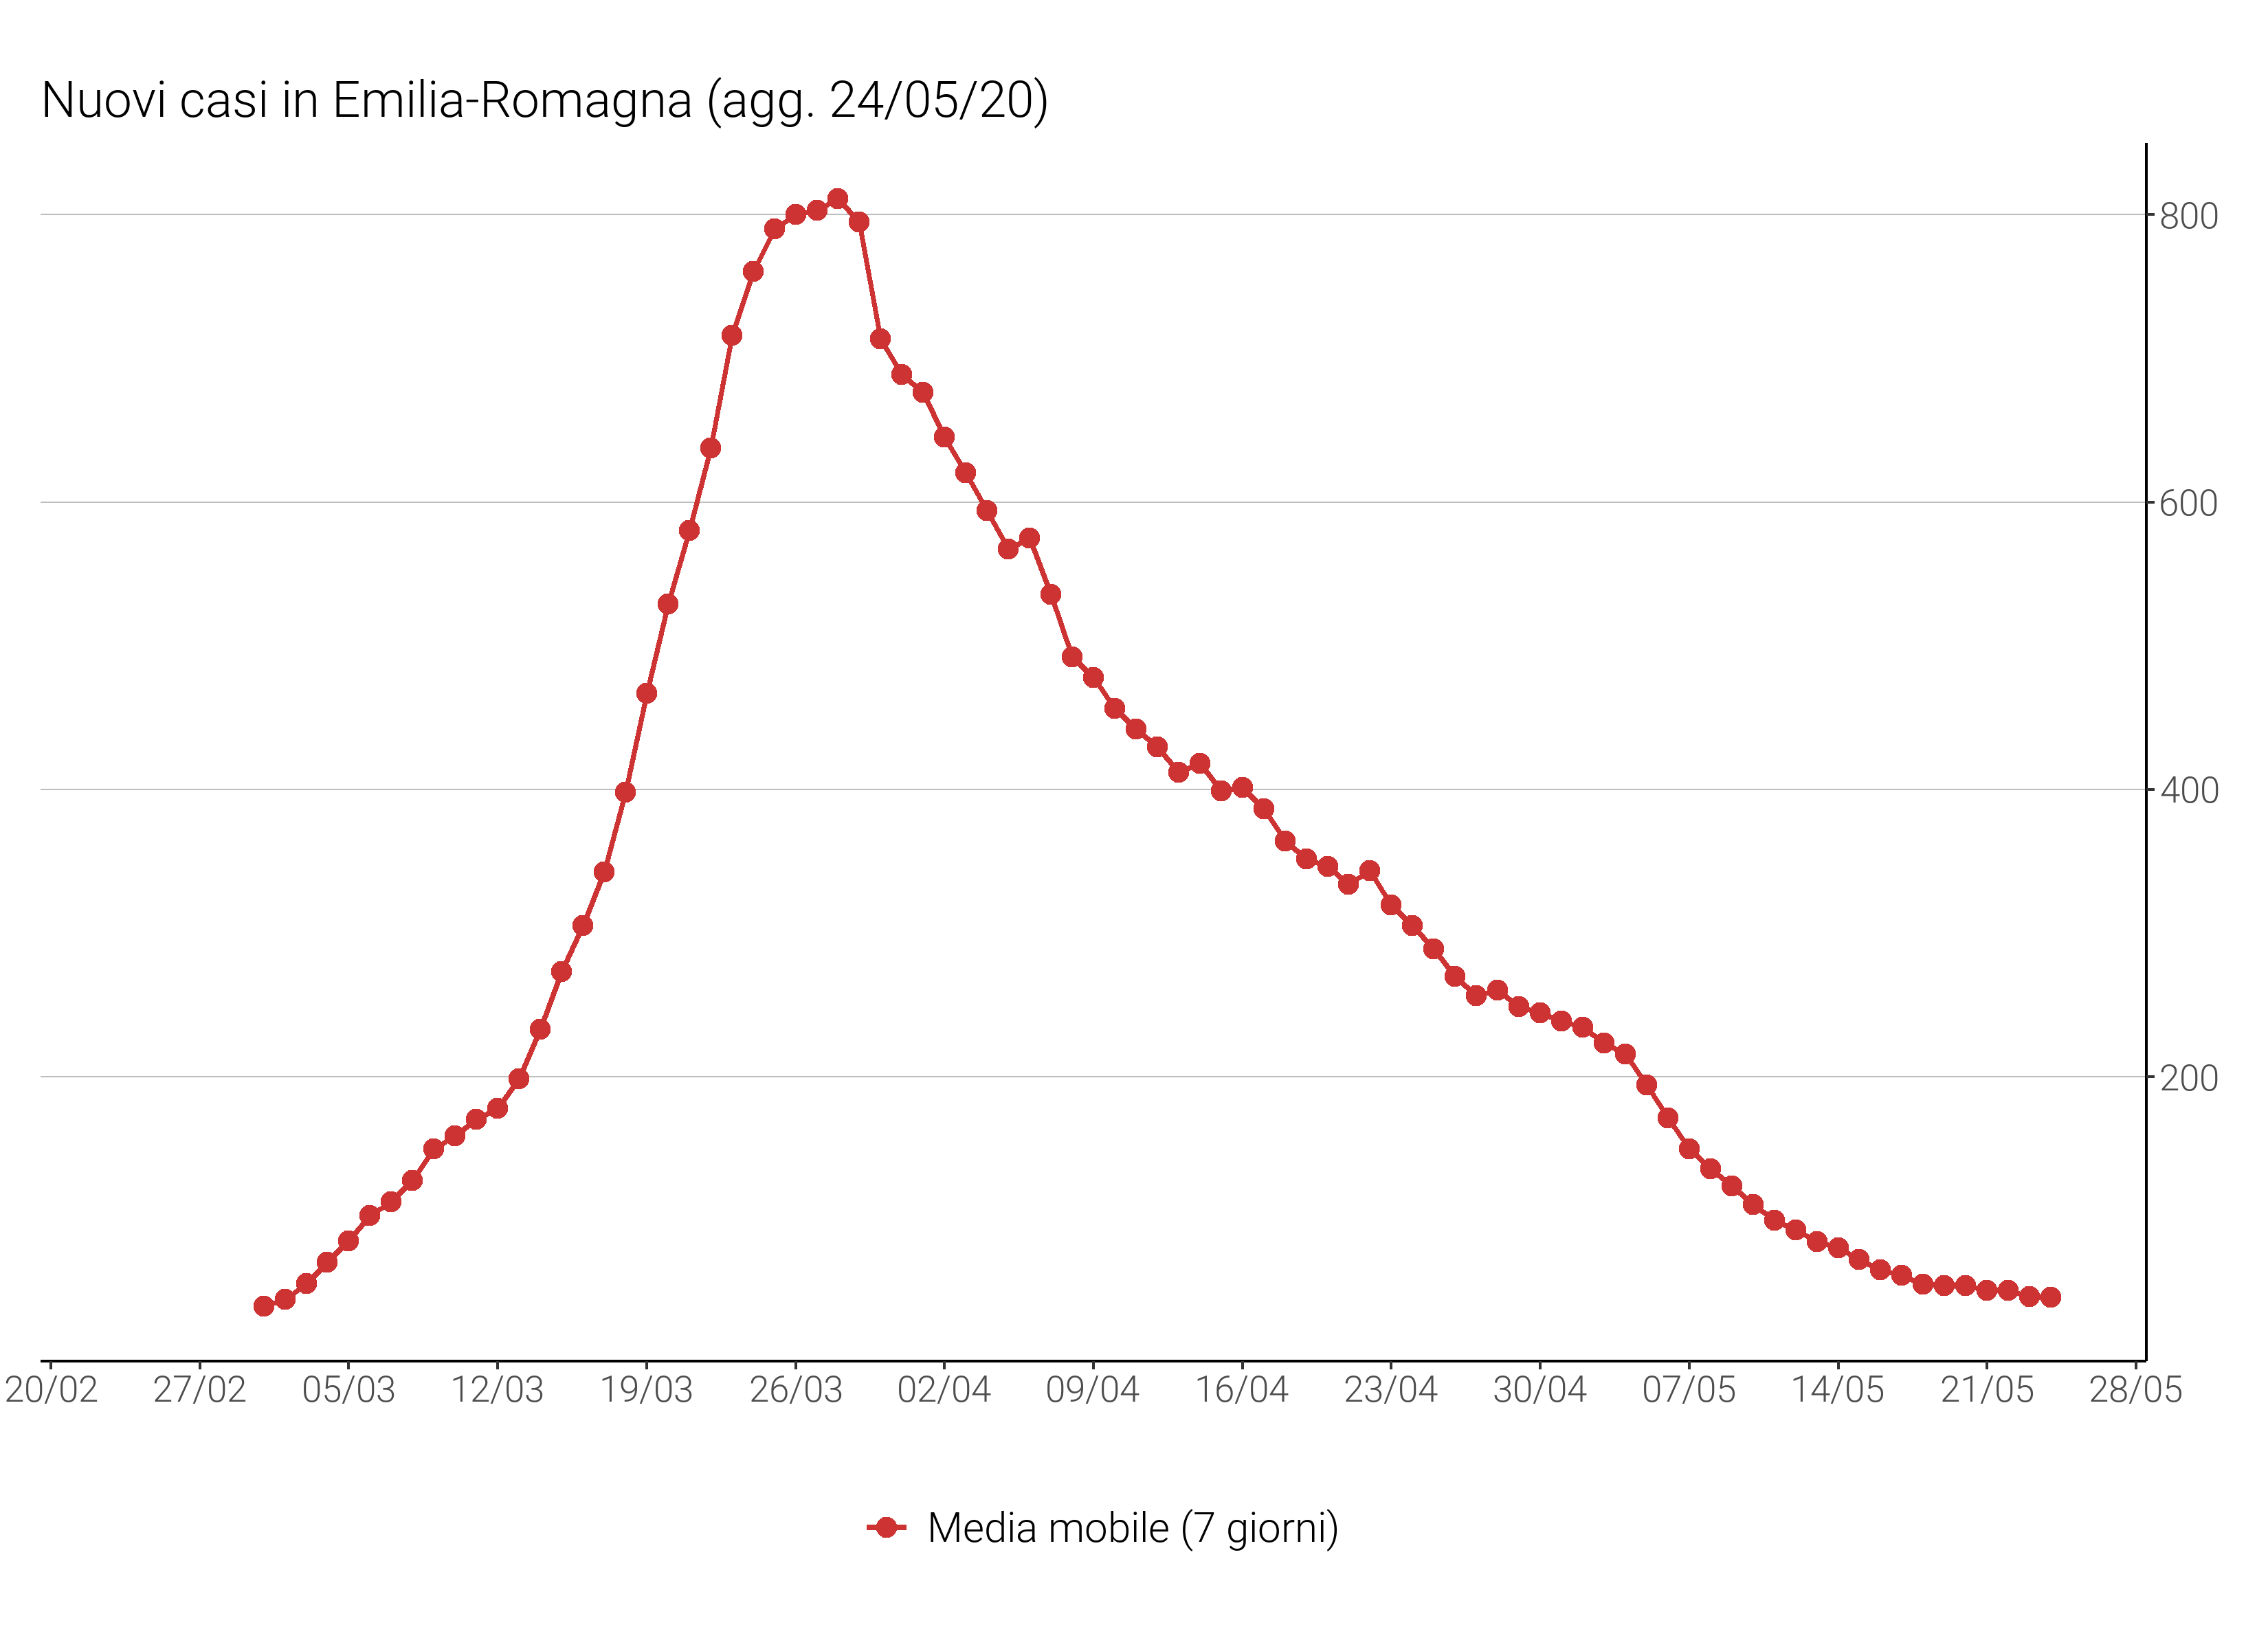 Nuovi casi in Emilia-Romagna (agg. 24/05/20)
800
600
400
200
20/02 27/02 05/03 12/03 19/03 26/03 02/04 09/04 16/04 23/04 30/04 07/05 14/05 21/05 28/05
Media mobile (7 giorni)